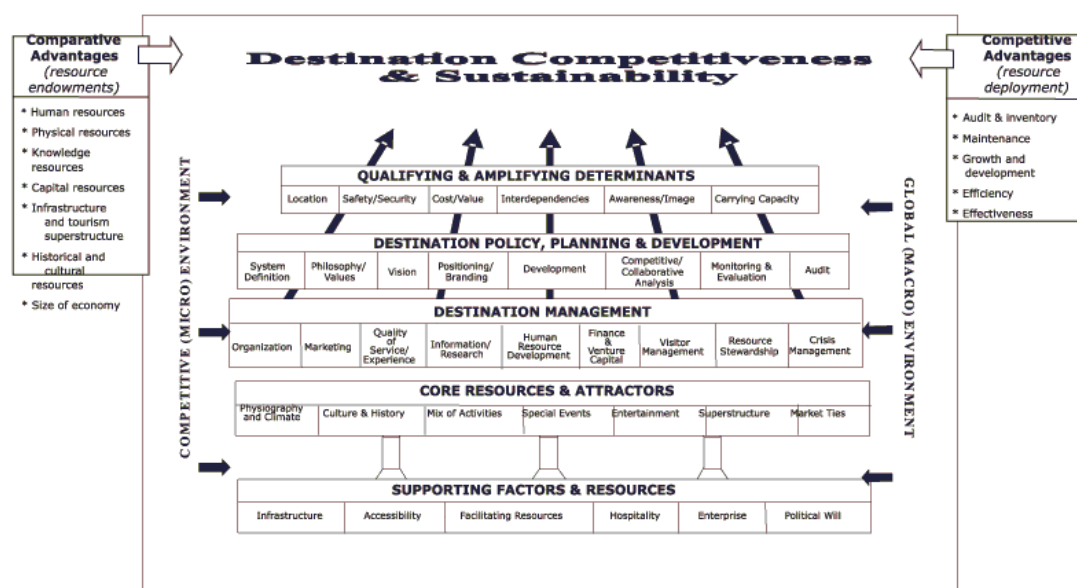 Comparative
Advantages
(resource
endowments)
* Human resources
* Physical resources
* Knowledge
resources
* Capital resources
* Infrastructure
and tourism
superstructure
* Historical and
cultural
resources
* Size of economy
Destination Competitiveness
& Sustainability
Competitive
Advantages
(resource
deployment)
* Audit & inventory
* Maintenance
* Growth and
development
* Efficiency
* Effectiveness
COMPETITIVE (MICRO) ENVIRONMENT
GLOBAL (MACRO) ENVIRONMENT
QUALIFYING & AMPLIFYING DETERMINANTS
Location Safety/Security Cost/Value Interdependencies Awareness/Image Carrying Capacity
DESTINATION POLICY, PLANNING & DEVELOPMENT
System
Definition
Philosophy/
Values
Vision
Positioning/
Branding
Development
Competitive/
Collaborative
Analysis
Monitoring &
Evaluation
Audit
DESTINATION MANAGEMENT
Organization
Marketing
Quality
of
Service/
Experience
Information/
Research
Human
Resource
Development
Finance
&
Venture
Capital
Visitor
Management
Resource
Stewardship
Crisis
Management
CORE RESOURCES & ATTRACTORS
Physiography
and Climate
Culture & History
Mix of Activities
Special Events
Entertainment
Superstructure
Market Ties
SUPPORTING FACTORS & RESOURCES
Infrastructure Accessibility Facilitating Resources Hospitality Enterprise Political Will